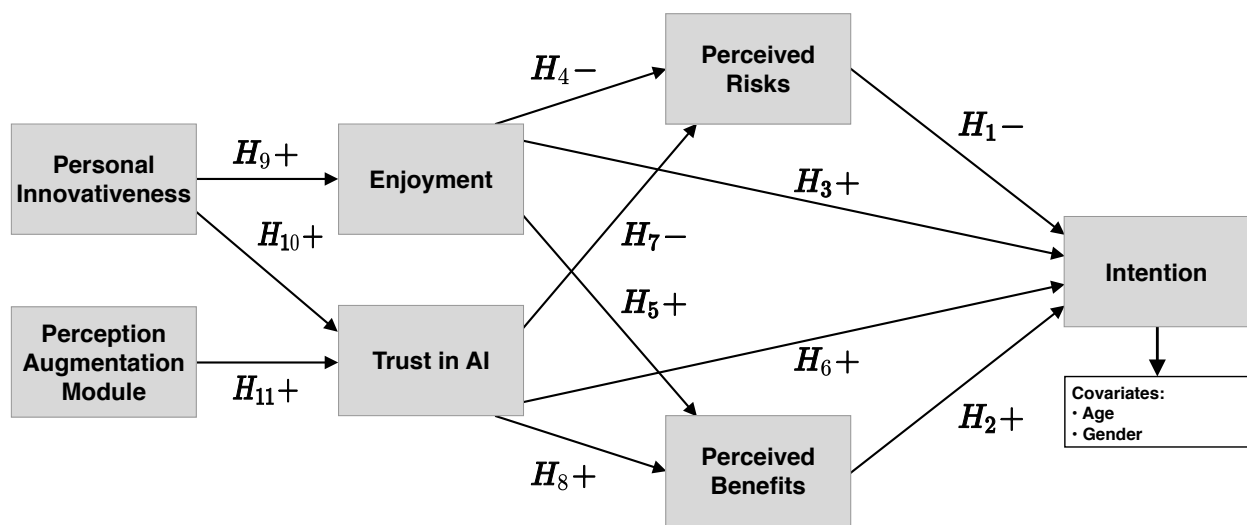 Perceived
Risks
H₄−
H₁−
Personal
Innovativeness
H₉+
Enjoyment
H₃+
H₁₀+
H₇−
Intention
Perception
Augmentation
Module
H₁₁+
Trust in AI
H₅+
H₆+
Covariates:
• Age
• Gender
H₂+
H₈+
Perceived
Benefits